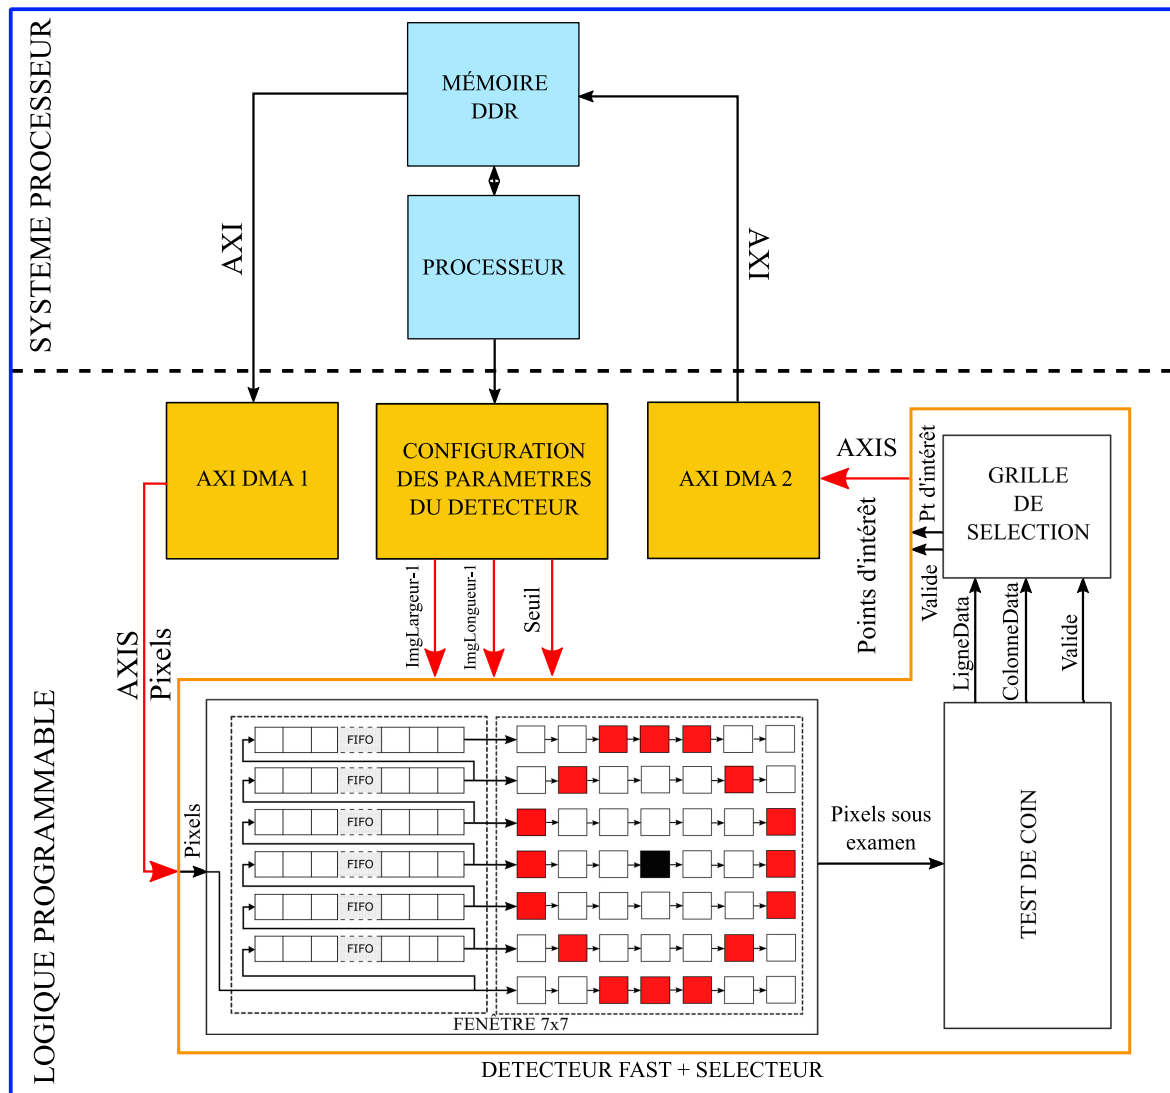 SYSTEME PROCESSEUR
MÉMOIRE
DDR
AXI
AXI
PROCESSEUR
LOGIQUE PROGRAMMABLE
AXI DMA 1
CONFIGURATION
DES PARAMETRES
DU DETECTEUR
AXI DMA 2
AXIS
Points d'intérêt
Pt d'intérêt
Valide
GRILLE
DE
SELECTION
AXIS
Pixels
ImgLargeur-1
ImgLongueur-1
Seuil
LigneData
ColonneData
Valide
Pixels
FIFO
FIFO
FIFO
FIFO
FIFO
FIFO
FENÊTRE 7x7
Pixels sous
examen
TEST DE COIN
DETECTEUR FAST + SELECTEUR